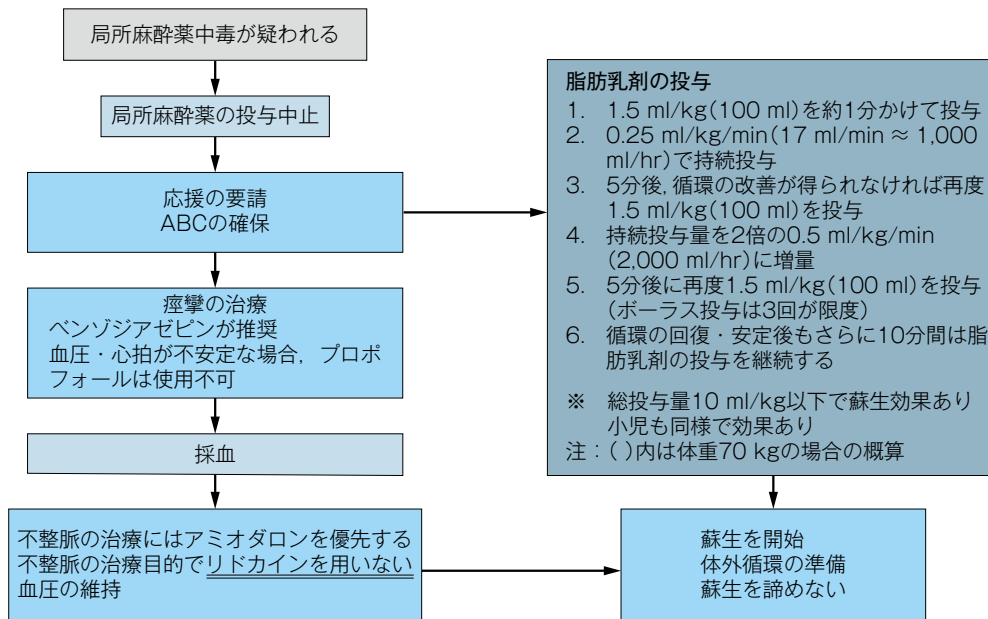 局所麻酔薬中毒が疑われる
局所麻酔薬の投与中止
応援の要請
ABCの確保
痙攣の治療
ベンゾジアゼピンが推奨
血圧・心拍が不安定な場合，プロポ
フォールは使用不可
採血
不整脈の治療にはアミオダロンを優先する
不整脈の治療目的でリドカインを用いない
血圧の維持
脂肪乳剤の投与
1. 1.5 ml/kg(100 ml)を約1分かけて投与
2. 0.25 ml/kg/min(17 ml/min ≈ 1,000
ml/hr)で持続投与
3. 5分後，循環の改善が得られなければ再度
1.5 ml/kg(100 ml)を投与
4. 持続投与量を2倍の0.5 ml/kg/min
(2,000 ml/hr)に増量
5. 5分後に再度1.5 ml/kg(100 ml)を投与
(ボーラス投与は3回が限度)
6. 循環の回復・安定後もさらに10分間は脂
肪乳剤の投与を継続する
※ 総投与量10 ml/kg以下で蘇生効果あり
小児も同様で効果あり
注：( )内は体重70 kgの場合の概算
蘇生を開始
体外循環の準備
蘇生を諦めない